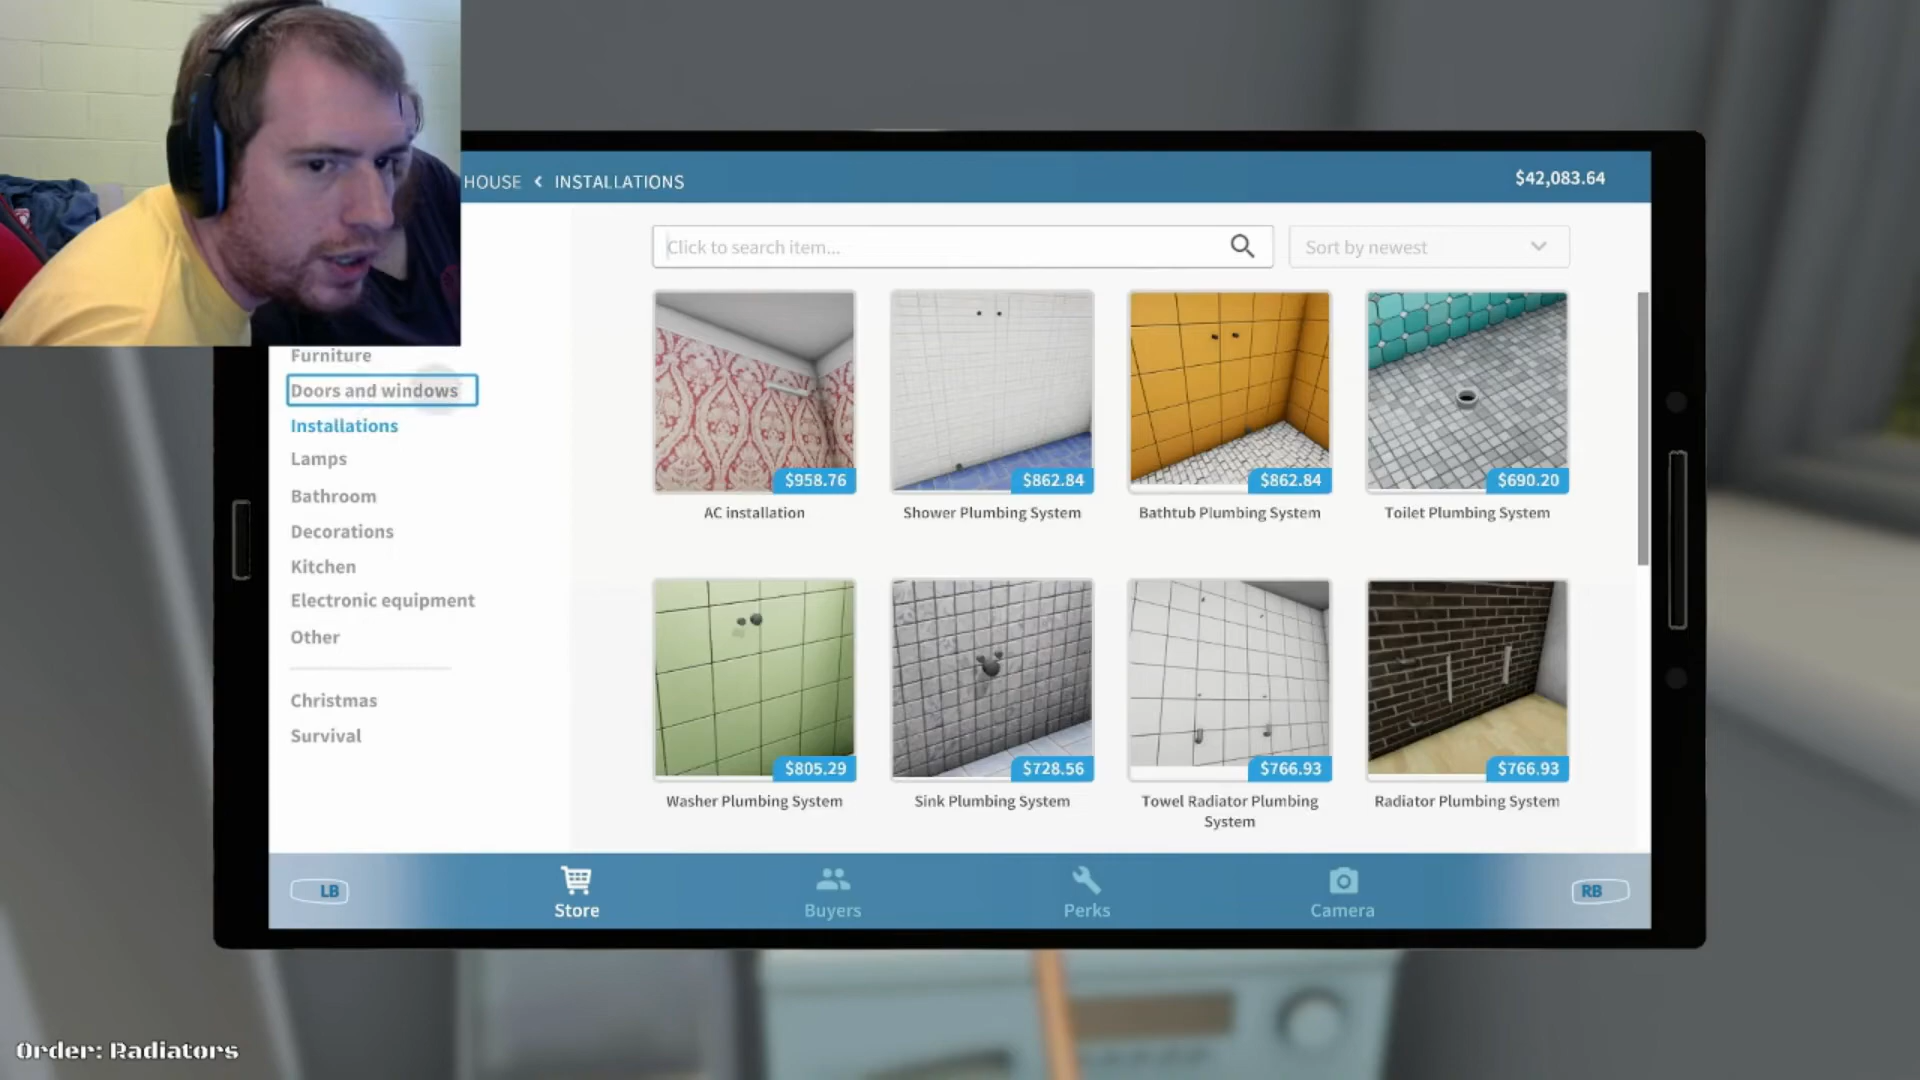 HOUSE < INSTALLATIONS
$42,083.64
Click to search item...
Sort by newest
Furniture
Doors and windows
Installations
Lamps
Bathroom
Decorations
Kitchen
Electronic equipment
Other
Christmas
Survival
$958.76
AC installation
$862.84
Shower Plumbing System
$862.84
Bathtub Plumbing System
$690.20
Toilet Plumbing System
$805.29
Washer Plumbing System
$728.56
Sink Plumbing System
$766.93
Towel Radiator Plumbing
System
$766.93
Radiator Plumbing System
LB
Store
Buyers
Perks
Camera
RB
Order: Radiators